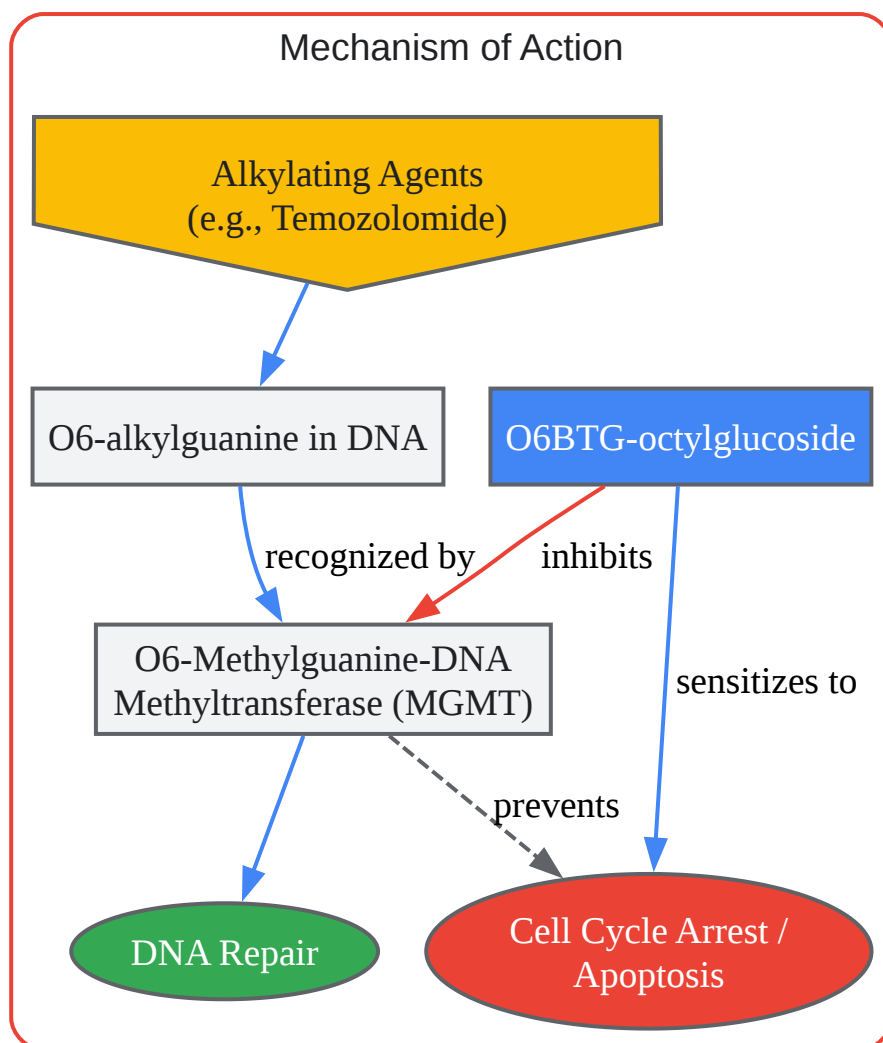 Mechanism of Action
Alkylating Agents
(e.g., Temozolomide)
O6-alkylguanine in DNA
O6BTG-octylglucoside
recognized by
inhibits
O6-Methylguanine-DNA
Methyltransferase (MGMT)
sensitizes to
prevents
DNA Repair
Cell Cycle Arrest /
Apoptosis